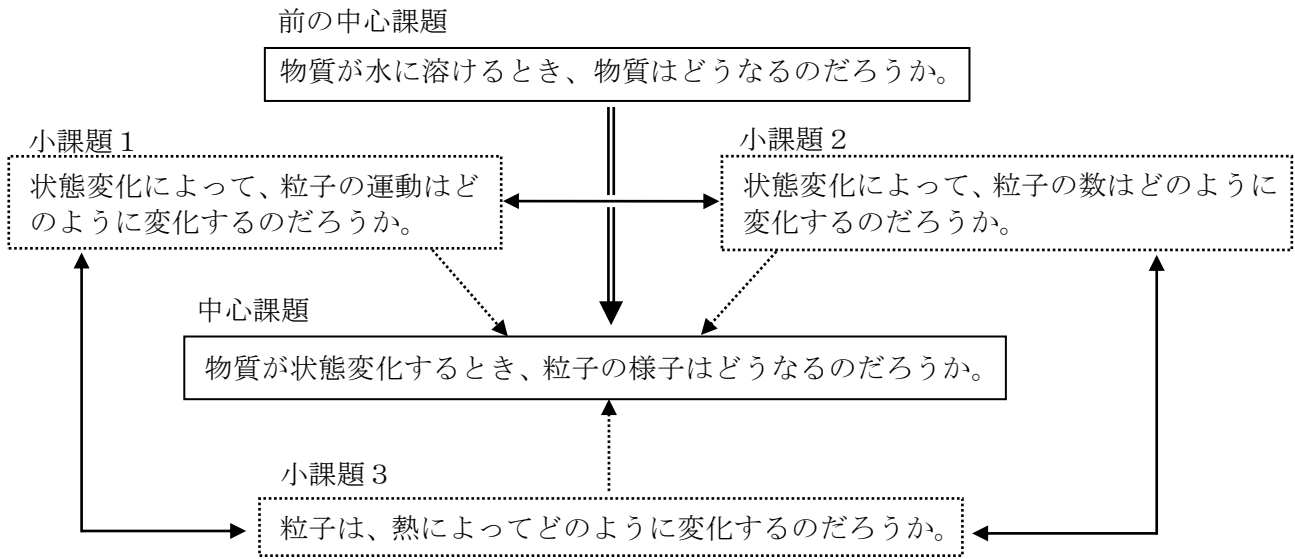 前の中心課題
物質が水に溶けるとき、物質はどうなるのだろうか。
小課題1
状態変化によって、粒子の運動はど
のように変化するのだろうか。
小課題2
状態変化によって、粒子の数はどのように
変化するのだろうか。
中心課題
物質が状態変化するとき、粒子の様子はどうなるのだろうか。
小課題3
粒子は、熱によってどのように変化するのだろうか。